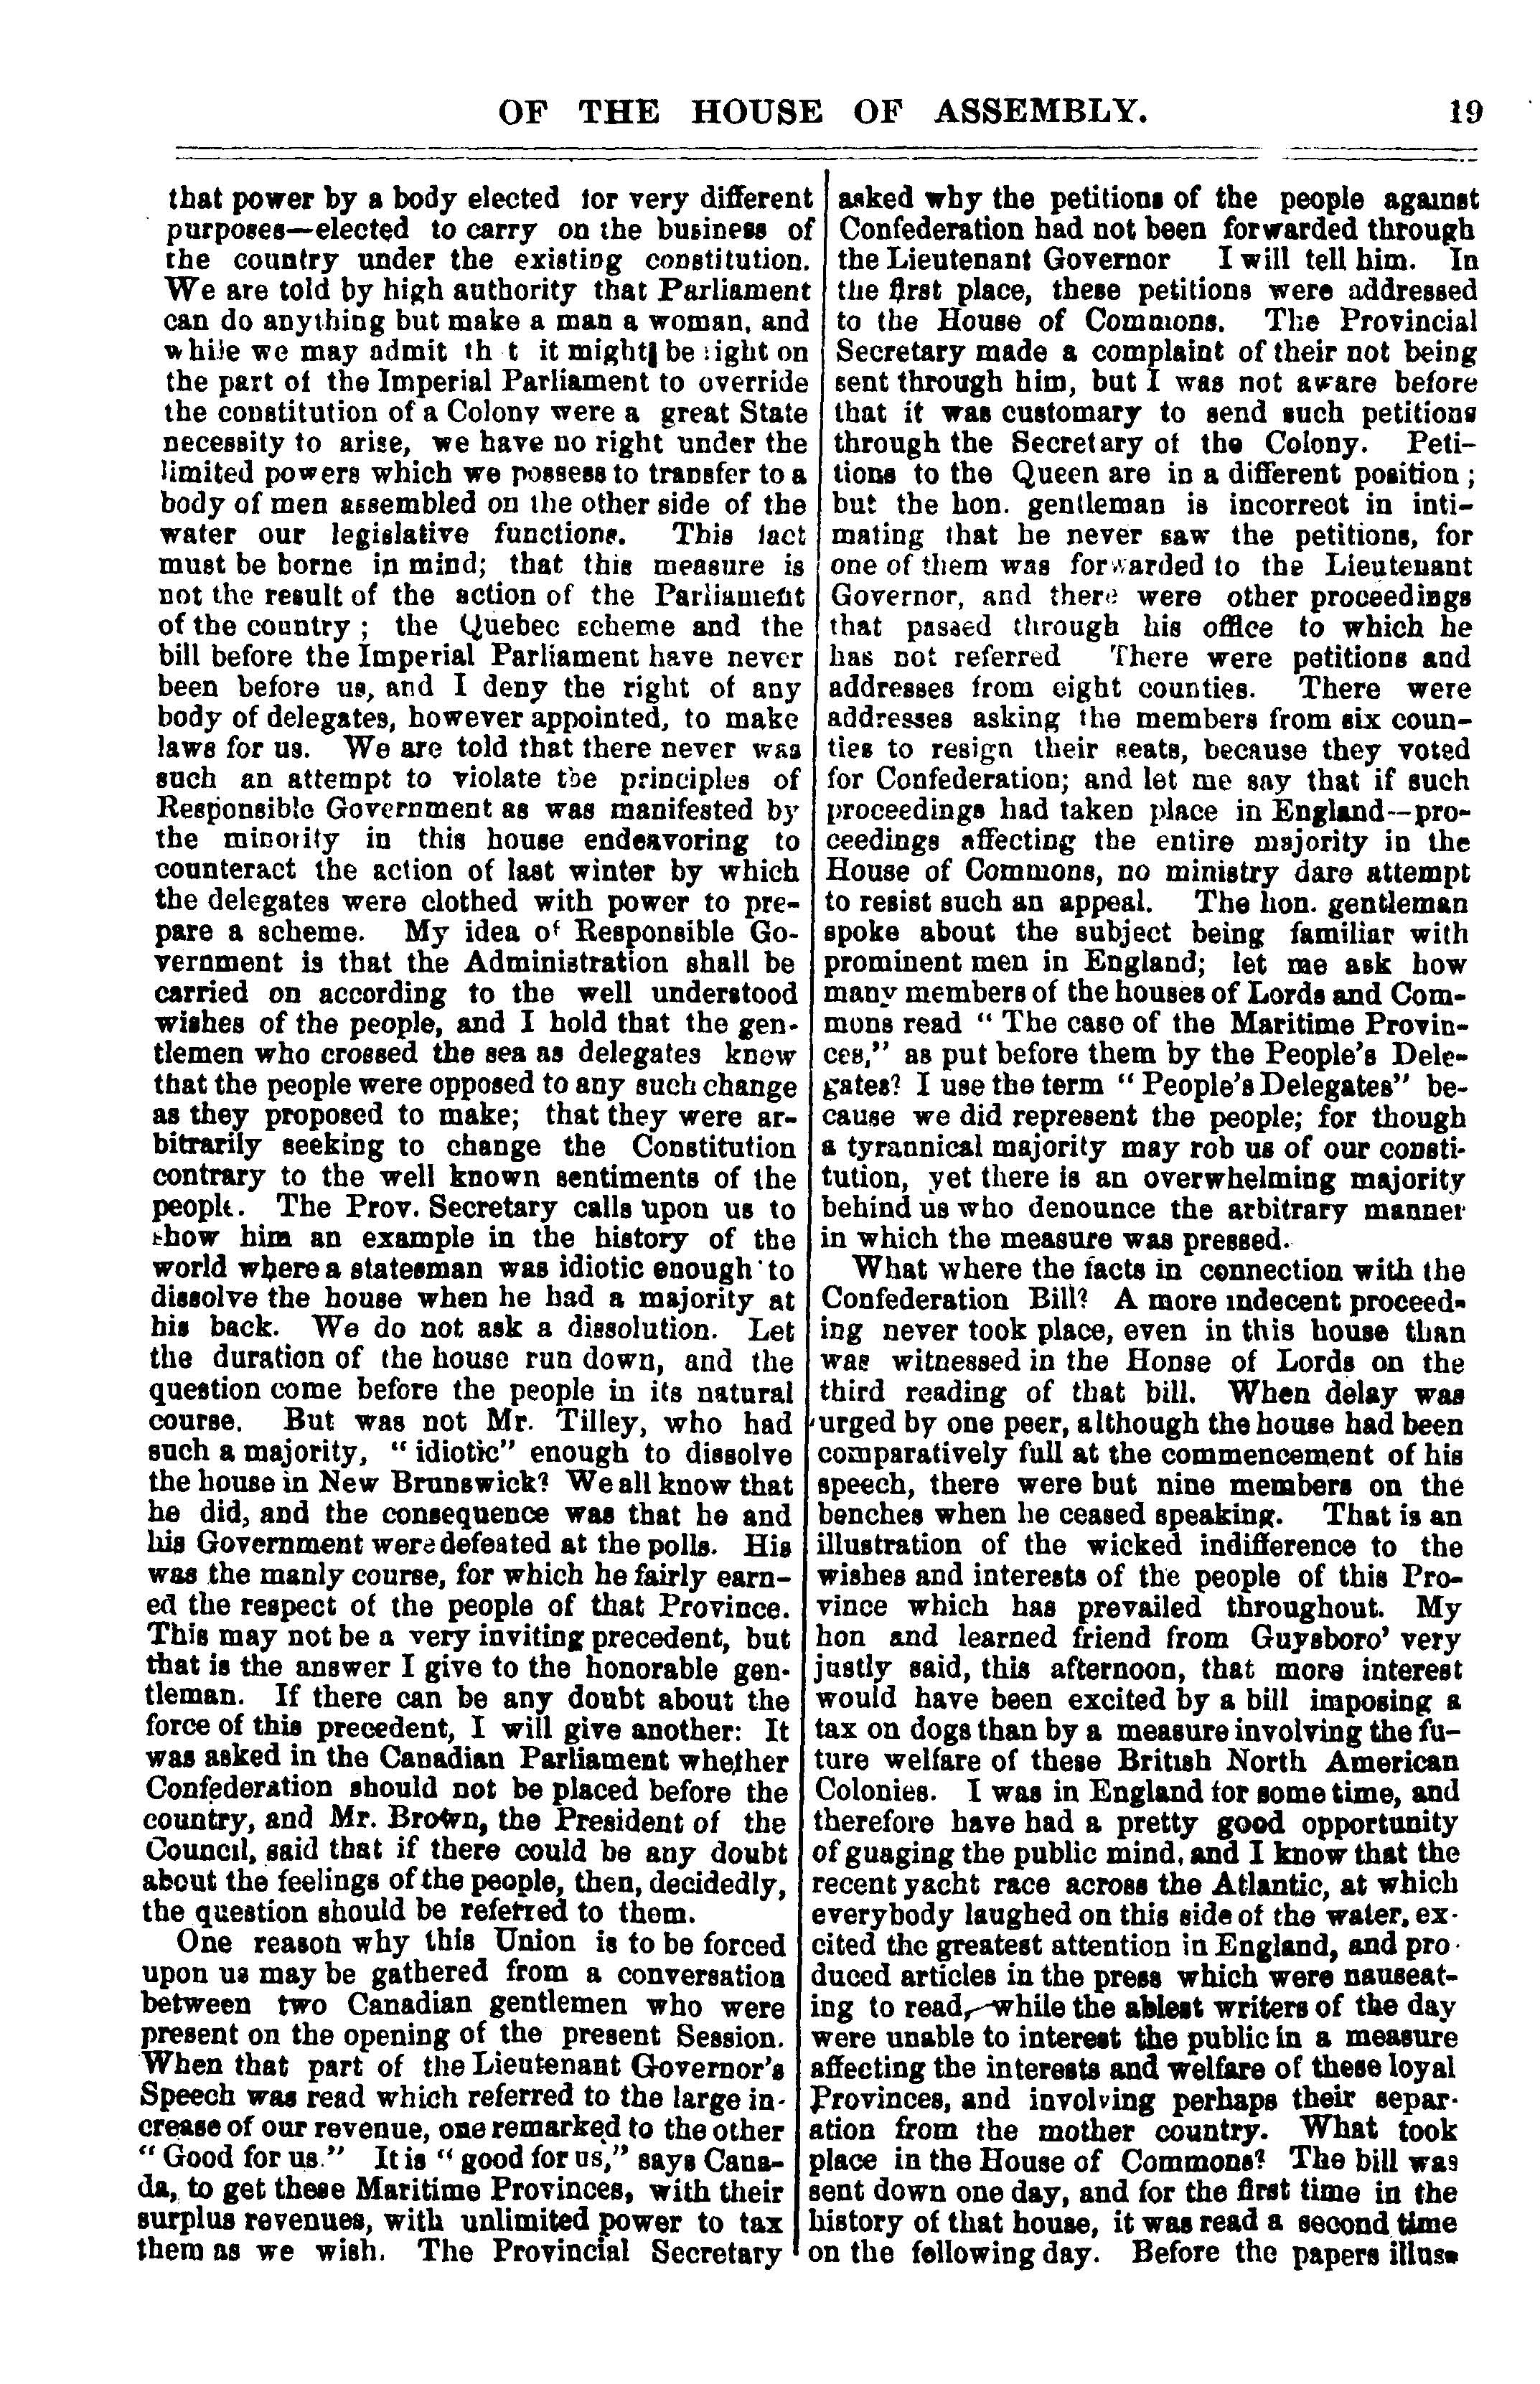 OF THE HOUSE OF ASSEMBLY. 19
that power by a body elected for very different
purposes—elected to carry on the business of
the country under the existing constitution.
We are told by high authority that Parliament
can do anything but make a man a woman, and
while we may admit th t it might be right on
the part of the Imperial Parliament to override
the constitution of a Colony were a great State
necessity to arise, we have no right under the
limited powers which we possess to transfer to a
body of men assembled on the other side of the
water our legislative functions. This fact
must be borne in mind; that this measure is
not the result of the action of the Parliament
of the country; the Quebec scheme and the
bill before the Imperial Parliament have never
been before us, and I deny the right of any
body of delegates, however appointed, to make
laws for us. We are told that there never was
such an attempt to violate the principles of
Responsible Government as was manifested by
the minority in this house endeavoring to
counteract the action of last winter by which
the delegates were clothed with power to pre-
pare a scheme. My idea of Responsible Go-
vernment is that the Administration shall be
carried on according to the well understood
wishes of the people, and I hold that the gen-
tlemen who crossed the sea as delegates knew
that the people were opposed to any such change
as they proposed to make; that they were ar-
bitrarily seeking to change the Constitution
contrary to the well known sentiments of the
people. The Prov. Secretary calls upon us to
show him an example in the history of the
world where a statesman was idiotic enough to
dissolve the house when he had a majority at
his back. We do not ask a dissolution. Let
the duration of the house run down, and the
question come before the people in its natural
course. But was not Mr. Tilley, who had
such a majority, "idiotic" enough to dissolve
the house in New Brunswick? We all know that
he did, and the consequence was that he and
his Government were defeated at the polls. His
was the manly course, for which he fairly earn-
ed the respect of the people of that Province.
This may not be a very inviting precedent, but
that is the answer I give to the honorable gen-
tleman. If there can be any doubt about the
force of this precedent, I will give another: It
was asked in the Canadian Parliament whether
Confederation should not be placed before the
country, and Mr. Brown, the President of the
Council, said that if there could be any doubt
about the feelings of the people, then, decidedly,
the question should be referred to them.
One reason why this Union is to be forced
upon us may be gathered from a conversation
between two Canadian gentlemen who were
present on the opening of the present Session.
When that part of the Lieutenant Governor's
Speech was read which referred to the large in-
crease of our revenue, one remarked to the other
"Good for us." It is "good for us," says Cana-
da, to get these Maritime Provinces, with their
surplus revenues, with unlimited power to tax
them as we wish. The Provincial Secretary
asked why the petitions of the people against
Confederation had not been forwarded through
the Lieutenant Governor I will tell him. In
the first place, these petitions were addressed
to the House of Commons. The Provincial
Secretary made a complaint of their not being
sent through him, but I was not aware before
that it was customary to send such petitions
through the Secretary of the Colony. Peti-
tions to the Queen are in a different position;
but the hon. gentleman is incorrect in inti-
mating that he never saw the petitions, for
one of them was forwarded to the Lieutenant
Governor, and there were other proceedings
that passed through his office to which he
has not referred There were petitions and
addresses from eight counties. There were
addresses asking the members from six coun-
ties to resign their seats, because they voted
for Confederation; and let me say that if such
proceedings had taken place in England--pro-
ceedings affecting the entire majority in the
House of Commons, no ministry dare attempt
to resist such an appeal. The hon. gentleman
spoke about the subject being familiar with
prominent men in England; let me ask how
many members of the houses of Lords and Com-
mons read "The case of the Maritime Provin-
ces," as put before them by the People's Dele-
gates? I use the term "People's Delegates" be-
cause we did represent the people; for though
a tyrannical majority may rob us of our consti-
tution, yet there is an overwhelming majority
behind us who denounce the arbitrary manner
in which the measure was pressed.
What where the facts in connection with the
Confederation Bill? A more indecent proceed-
ing never took place, even in this house than
was witnessed in the Honse of Lords on the
third reading of that bill. When delay was
urged by one peer, although the house had been
comparatively full at the commencement of his
speech, there were but nine members on the
benches when he ceased speaking. That is an
illustration of the wicked indifference to the
wishes and interests of the people of this Pro-
vince which has prevailed throughout. My
hon and learned friend from Guysboro' very
justly said, this afternoon, that more interest
would have been excited by a bill imposing a
tax on dogs than by a measure involving the fu-
ture welfare of these British North American
Colonies. I was in England for some time, and
therefore have had a pretty good opportunity
of guaging the public mind, and I know that the
recent yacht race across the Atlantic, at which
everybody laughed on this side of the water, ex-
cited the greatest attention in England, and pro-
duced articles in the press which were nauseat-
ing to read,—while the ablest writers of the day
were unable to interest the public in a measure
affecting the interests and welfare of these loyal
Provinces, and involving perhaps their separ-
ation from the mother country. What took
place in the House of Commons? The bill was
sent down one day, and for the first time in the
history of that house, it was read a second time
on the following day. Before the papers illus-